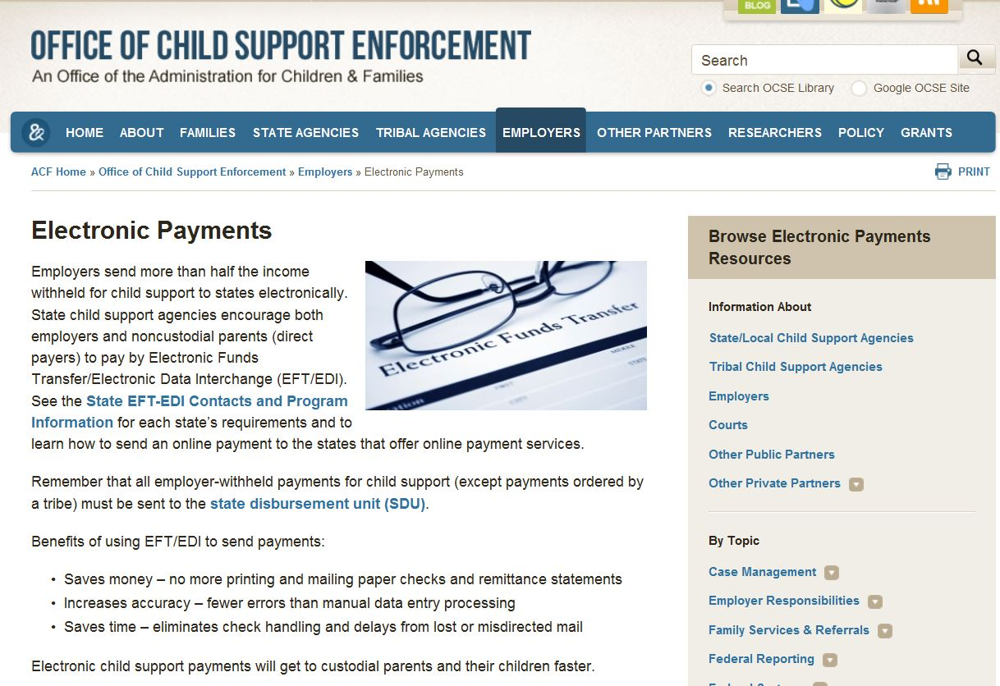 BLOG
OFFICE OF CHILD SUPPORT ENFORCEMENT
An Office of the Administration for Children & Families
Search
Search OCSE Library
Google OCSE Site
HOME ABOUT FAMILIES STATE AGENCIES TRIBAL AGENCIES EMPLOYERS OTHER PARTNERS RESEARCHERS POLICY GRANTS
ACF Home » Office of Child Support Enforcement » Employers » Electronic Payments
PRINT
Electronic Payments
Employers send more than half the income
withheld for child support to states electronically.
State child support agencies encourage both
employers and noncustodial parents (direct
payers) to pay by Electronic Funds
Transfer/Electronic Data Interchange (EFT/EDI).
See the State EFT-EDI Contacts and Program
Information for each state’s requirements and to
learn how to send an online payment to the states that offer online payment services.
Electronic Funds Transfer
MIDDLE
STATE
FIRST
CITY
Remember that all employer-withheld payments for child support (except payments ordered by
a tribe) must be sent to the state disbursement unit (SDU).
Benefits of using EFT/EDI to send payments:
• Saves money – no more printing and mailing paper checks and remittance statements
• Increases accuracy – fewer errors than manual data entry processing
• Saves time – eliminates check handling and delays from lost or misdirected mail
Electronic child support payments will get to custodial parents and their children faster.
Browse Electronic Payments
Resources
Information About
State/Local Child Support Agencies
Tribal Child Support Agencies
Employers
Courts
Other Public Partners
Other Private Partners
By Topic
Case Management
Employer Responsibilities
Family Services & Referrals
Federal Reporting